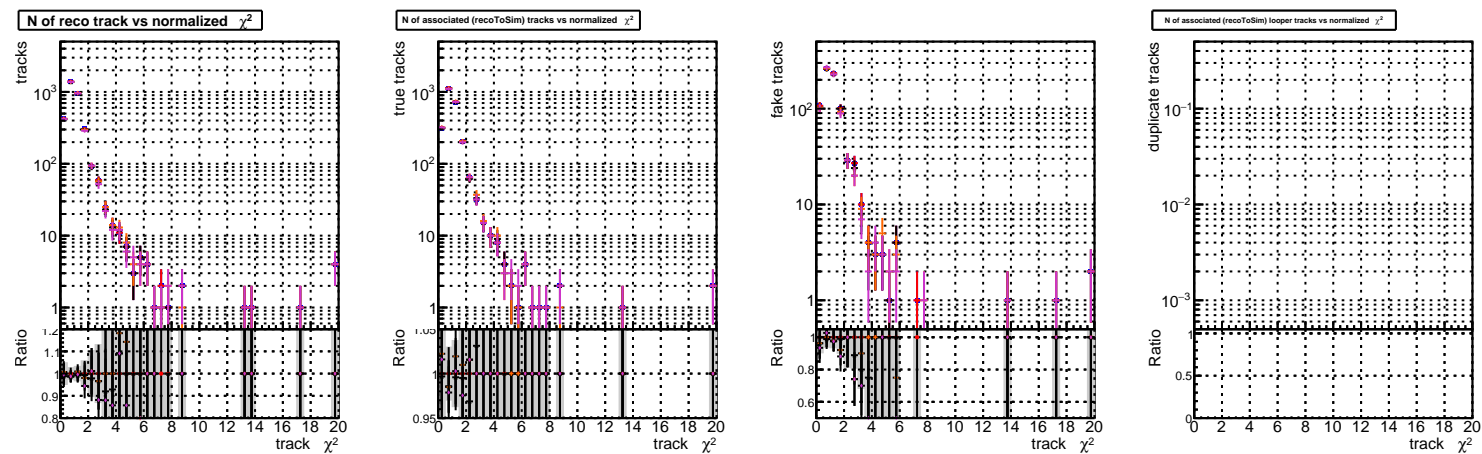 N of reco track vs normalized χ²
tracks
10³
10²
10
1
Ratio
1.2
1.1
1
0.9
0.8
0 2 4 6 8 10 12 14 16 18 20
track χ²
N of associated (recoToSim) tracks vs normalized χ²
true tracks
10³
10²
10
1
Ratio
1.05
1
0.95
0 2 4 6 8 10 12 14 16 18 20
track χ²
fake tracks
10²
10
1
Ratio
1
0.8
0.6
0 2 4 6 8 10 12 14 16 18 20
track χ²
N of associated (recoToSim) looper tracks vs normalized χ²
duplicate tracks
10⁻¹
10⁻²
10⁻³
Ratio
1
0.5
0
0 2 4 6 8 10 12 14 16 18 20
track χ²